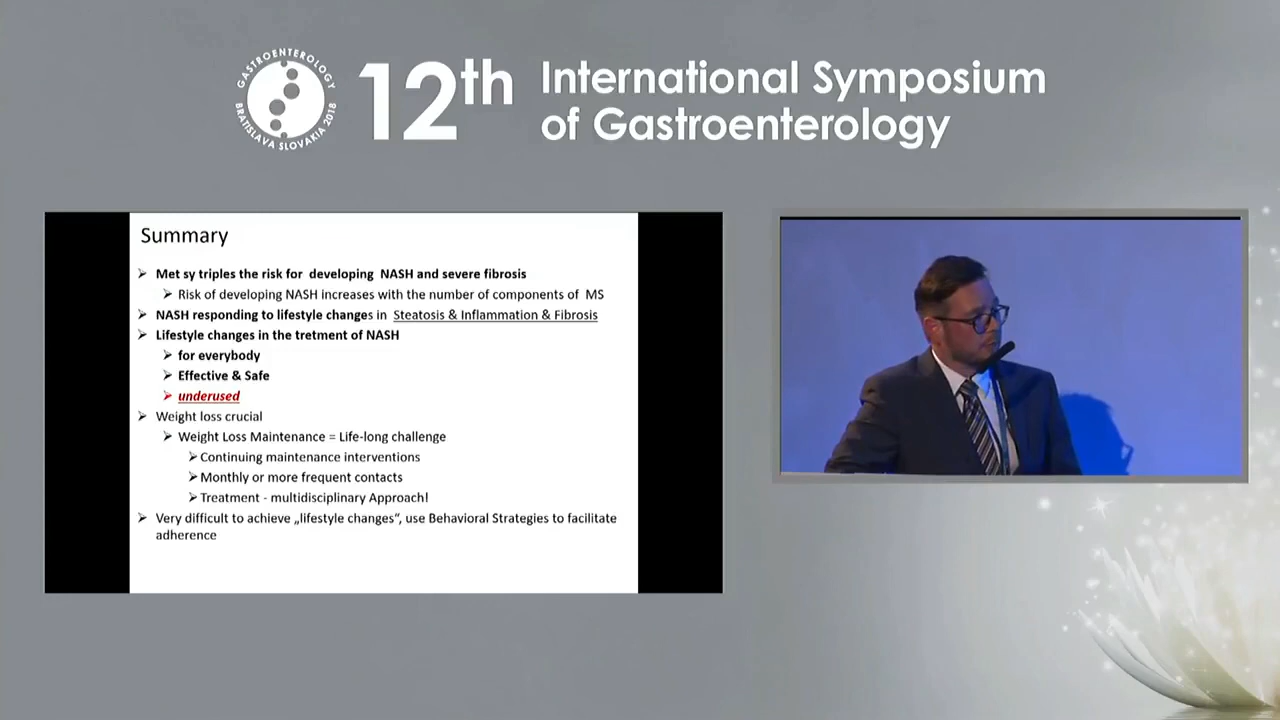 GASTROENTEROLOGY
BRATISLAVA SLOVAKIA 2018
12th
International Symposium
of Gastroenterology
Summary
➢ Met sy triples the risk for developing NASH and severe fibrosis
➢ Risk of developing NASH increases with the number of components of MS
➢ NASH responding to lifestyle changes in Steatosis & Inflammation & Fibrosis
➢ Lifestyle changes in the tretment of NASH
➢ for everybody
➢ Effective & Safe
➢ underused
➢ Weight loss crucial
➢ Weight Loss Maintenance = Life-long challenge
➢ Continuing maintenance interventions
➢ Monthly or more frequent contacts
➢ Treatment - multidisciplinary Approach!
➢ Very difficult to achieve „lifestyle changes“, use Behavioral Strategies to facilitate
adherence